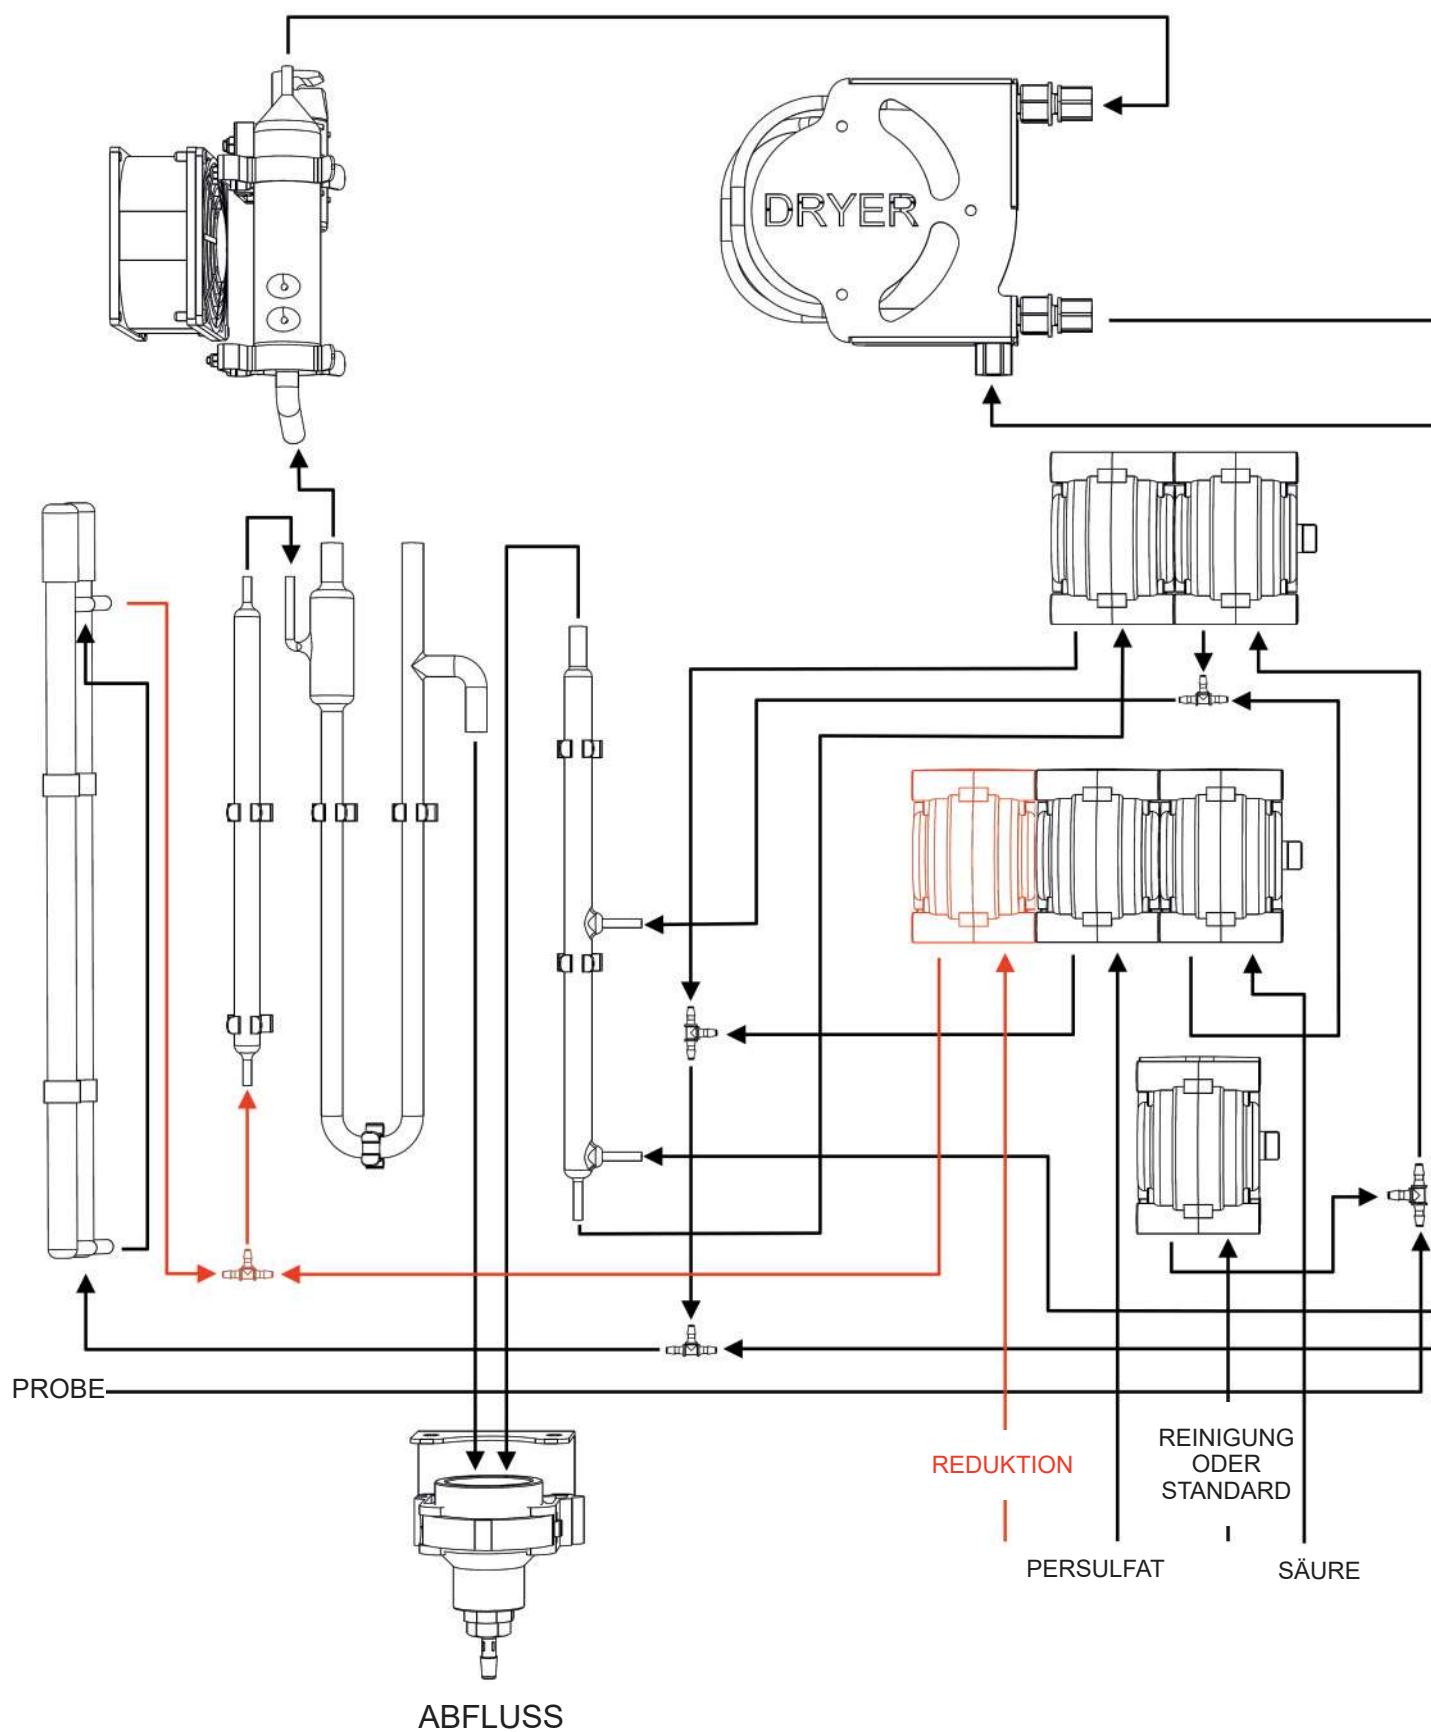 DRYER
PROBE
REDUKTION
REINIGUNG
ODER
STANDARD
PERSULFAT
SÄURE
ABFLUSS